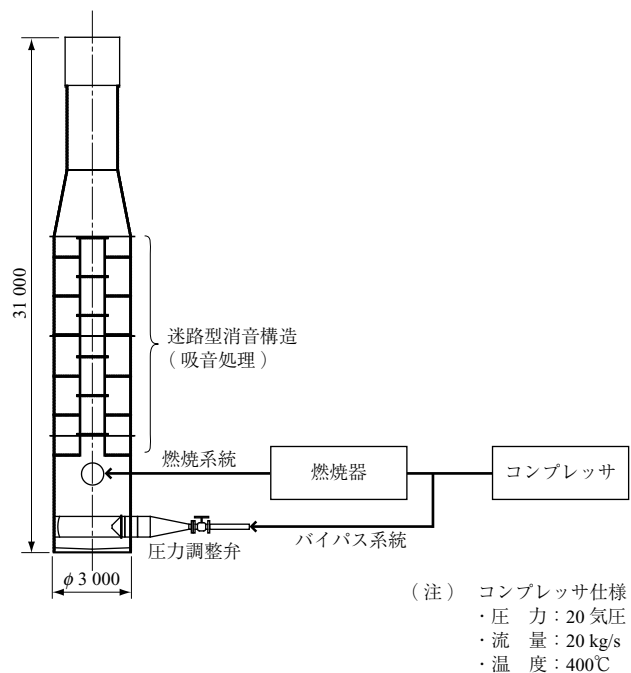 31 000
迷路型消音構造
( 吸音処理 )
燃焼系統
燃焼器
コンプレッサ
バイパス系統
圧力調整弁
φ 3 000
( 注 ) コンプレッサ仕様
・圧 力:20 気圧
・流 量:20 kg/s
・温 度:400℃